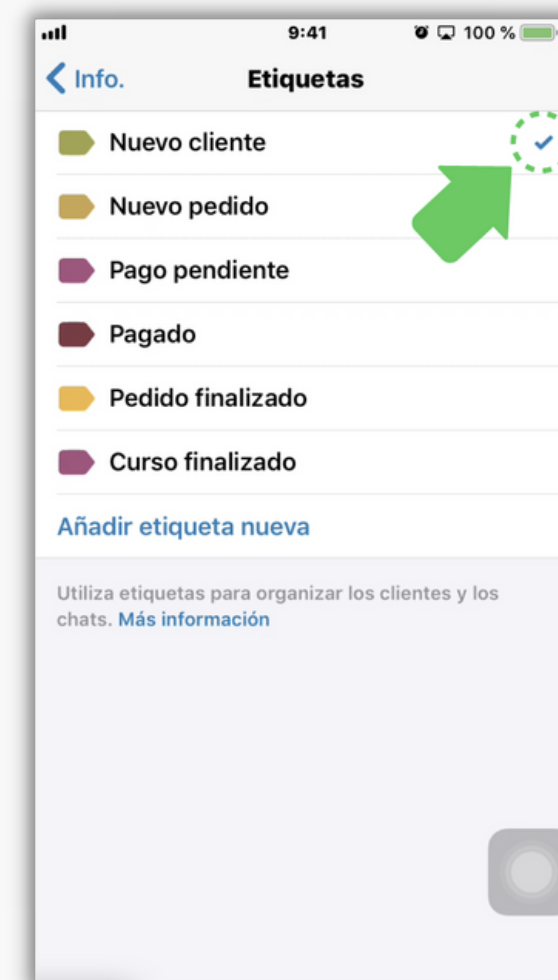 9:41
100 %
Info.
Etiquetas
Nuevo cliente
Nuevo pedido
Pago pendiente
Pagado
Pedido finalizado
Curso finalizado
Añadir etiqueta nueva
Utiliza etiquetas para organizar los clientes y los
chats. Más información